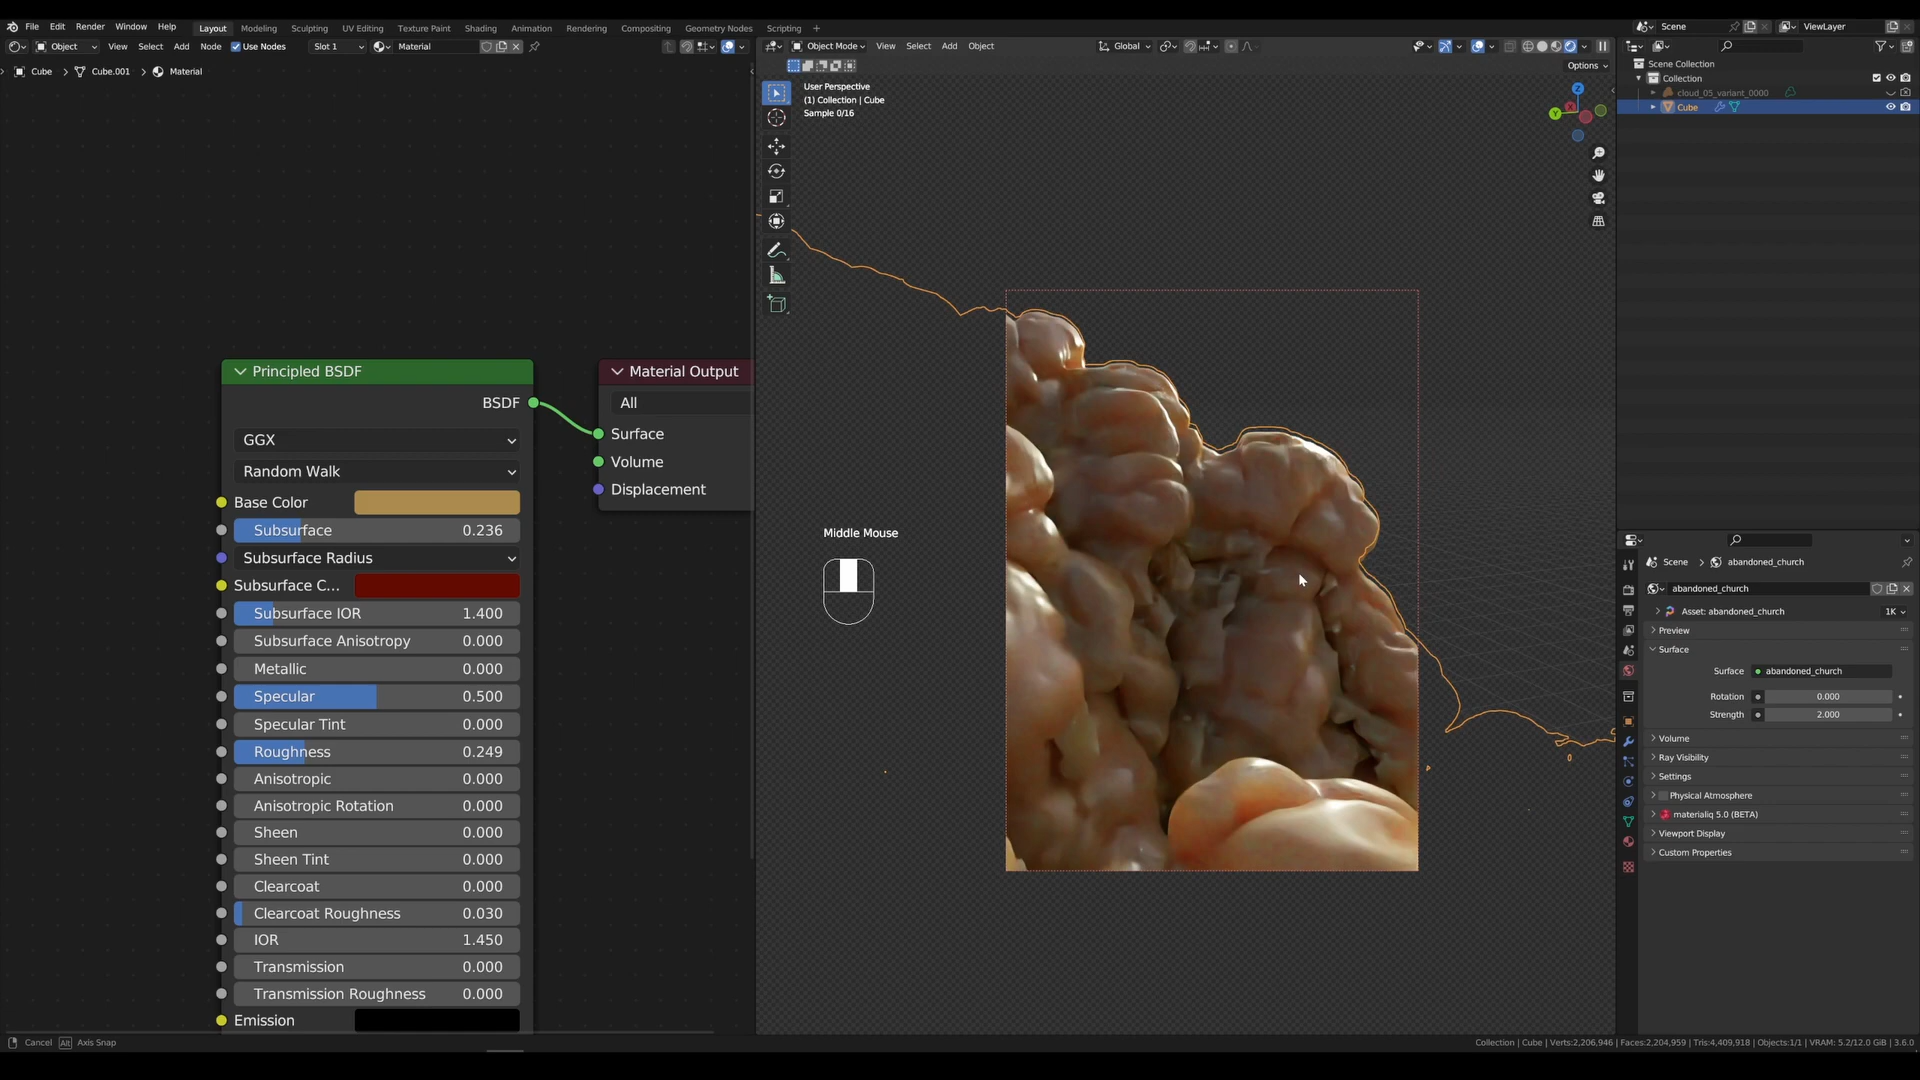 File Edit Render Window Help Layout Modeling Sculpting UV Editing Texture Paint Shading Animation Rendering Compositing Geometry Nodes Scripting + Scene ViewLayer
Object View Select Add Node Use Nodes Slot 1 Material
Object Mode View Select Add Object Global
Options
Cube > Cube.001 > Material
User Perspective
(1) Collection | Cube
Sample 0/16
Scene Collection
Collection
cloud_05_variant_0000
Cube
Principled BSDF
BSDF
GGX
Random Walk
Base Color
Subsurface 0.236
Subsurface Radius
Subsurface C...
Subsurface IOR 1.400
Subsurface Anisotropy 0.000
Metallic 0.000
Specular 0.500
Specular Tint 0.000
Roughness 0.249
Anisotropic 0.000
Anisotropic Rotation 0.000
Sheen 0.000
Sheen Tint 0.000
Clearcoat 0.000
Clearcoat Roughness 0.030
IOR 1.450
Transmission 0.000
Transmission Roughness 0.000
Emission
Material Output
All
Surface
Volume
Displacement
Middle Mouse
Z
Y
X
Scene > abandoned_church
abandoned_church
Asset: abandoned_church 1K
Preview
Surface
Surface abandoned_church
Rotation 0.000
Strength 2.000
Volume
Ray Visibility
Settings
Physical Atmosphere
materialiq 5.0 (BETA)
Viewport Display
Custom Properties
Cancel Alt Axis Snap
Collection | Cube | Verts:2,206,946 | Faces:2,204,959 | Tris:4,409,918 | Objects:1/1 | VRAM: 5.2/12.0 GiB | 3.6.0